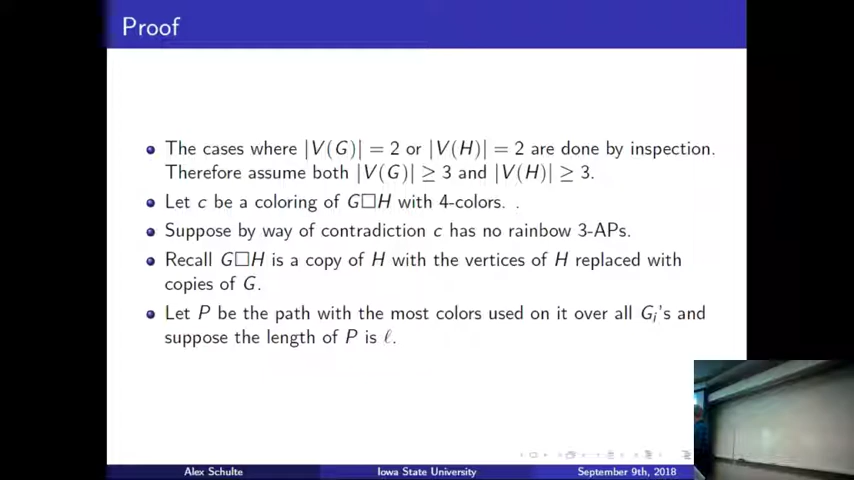 Proof
The cases where |V(G)| = 2 or |V(H)| = 2 are done by inspection.
Therefore assume both |V(G)| ≥ 3 and |V(H)| ≥ 3.
Let c be a coloring of G□H with 4-colors. .
Suppose by way of contradiction c has no rainbow 3-APs.
Recall G□H is a copy of H with the vertices of H replaced with
copies of G.
Let P be the path with the most colors used on it over all G_i's and
suppose the length of P is ℓ.
Alex Schulte Iowa State University September 9th, 2018